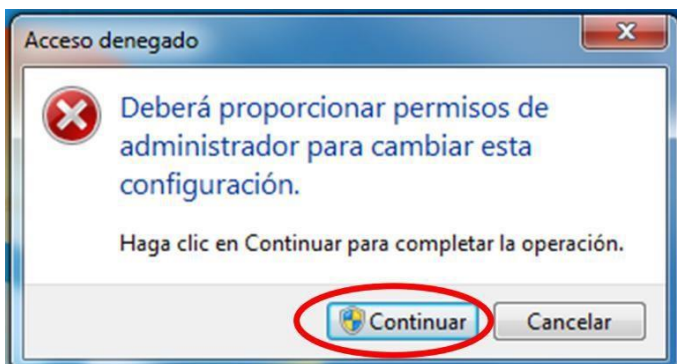 Acceso denegado
Deberá proporcionar permisos de
administrador para cambiar esta
configuración.
Haga clic en Continuar para completar la operación.
Continuar
Cancelar